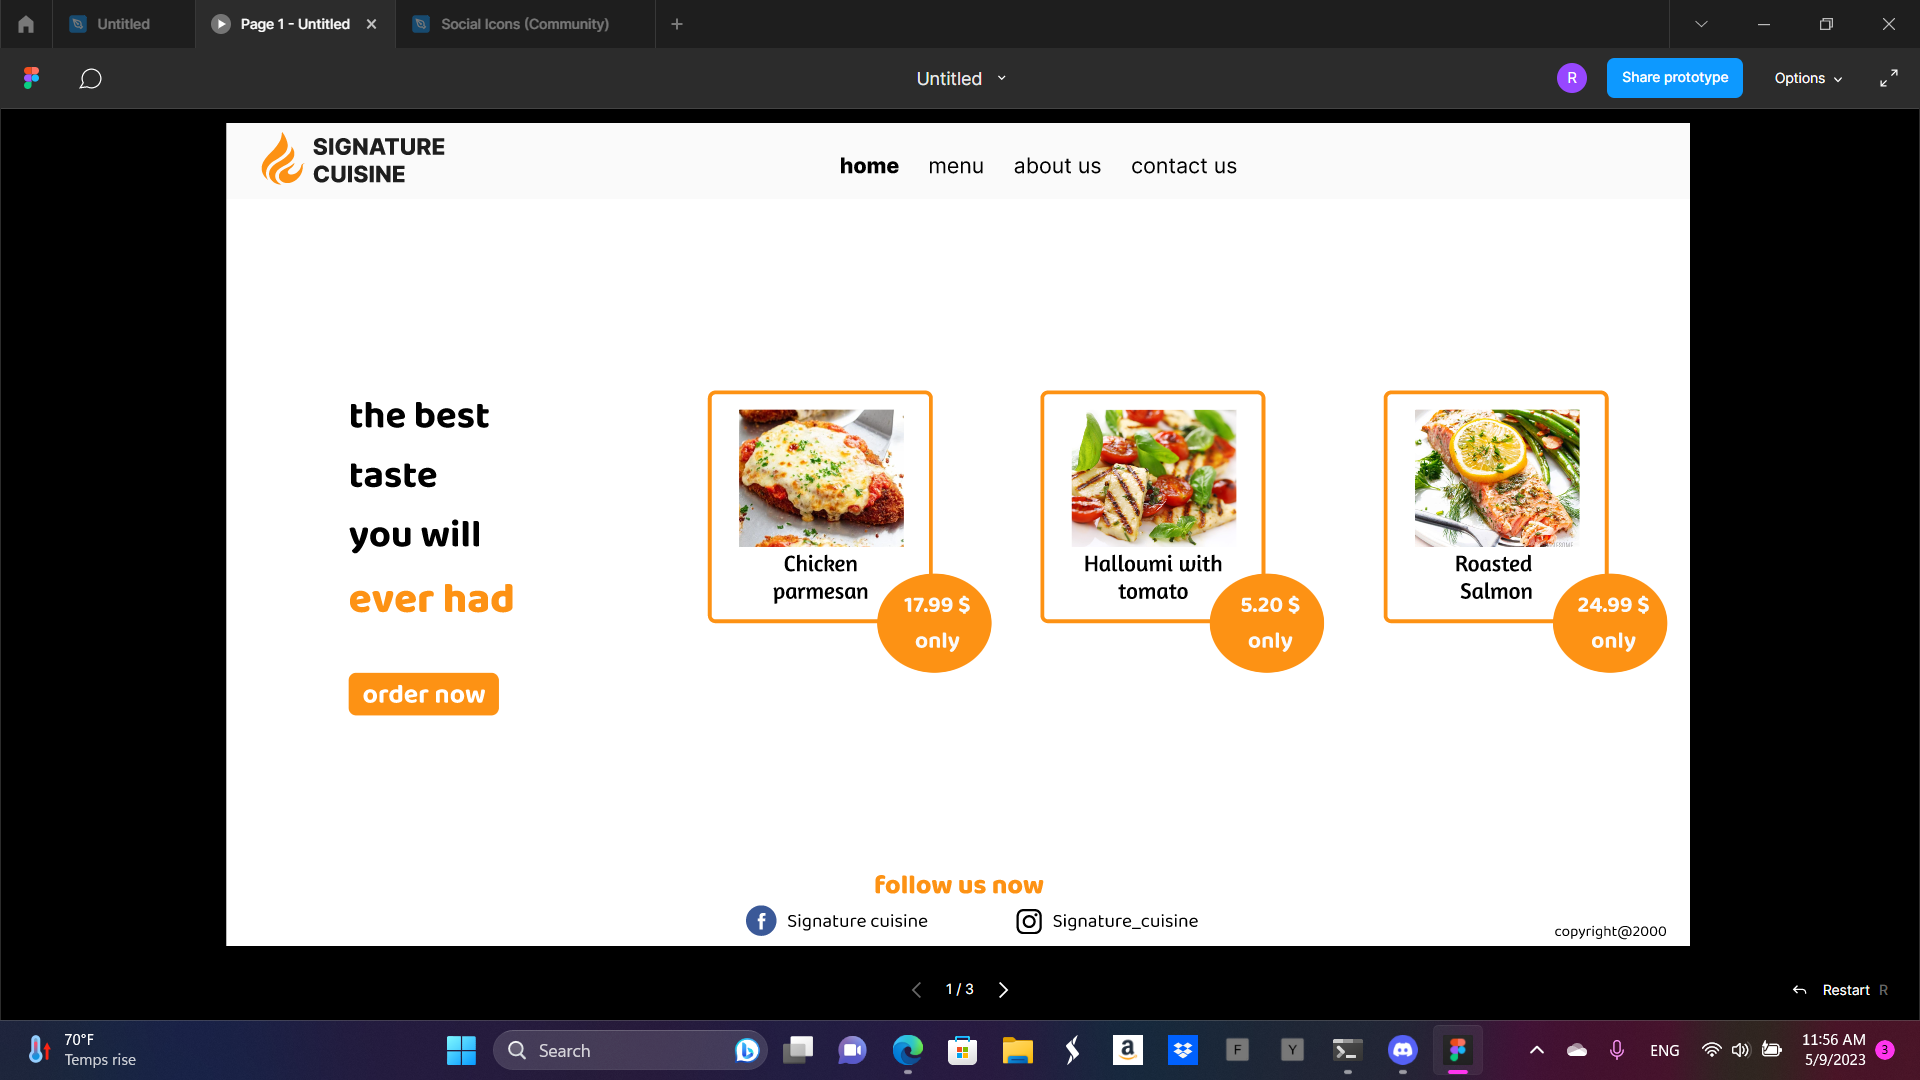 Untitled
Page 1 - Untitled
Social Icons (Community)
Untitled
R
Share prototype
Options
SIGNATURE
CUISINE
home menu about us contact us
the best
taste
you will
ever had
order now
Chicken
parmesan
17.99 $
only
Halloumi with
tomato
5.20 $
only
Roasted
Salmon
24.99 $
only
follow us now
Signature cuisine
Signature_cuisine
copyright@2000
1 / 3
Restart R
70°F
Temps rise
Search
F
Y
ENG
11:56 AM
5/9/2023
3